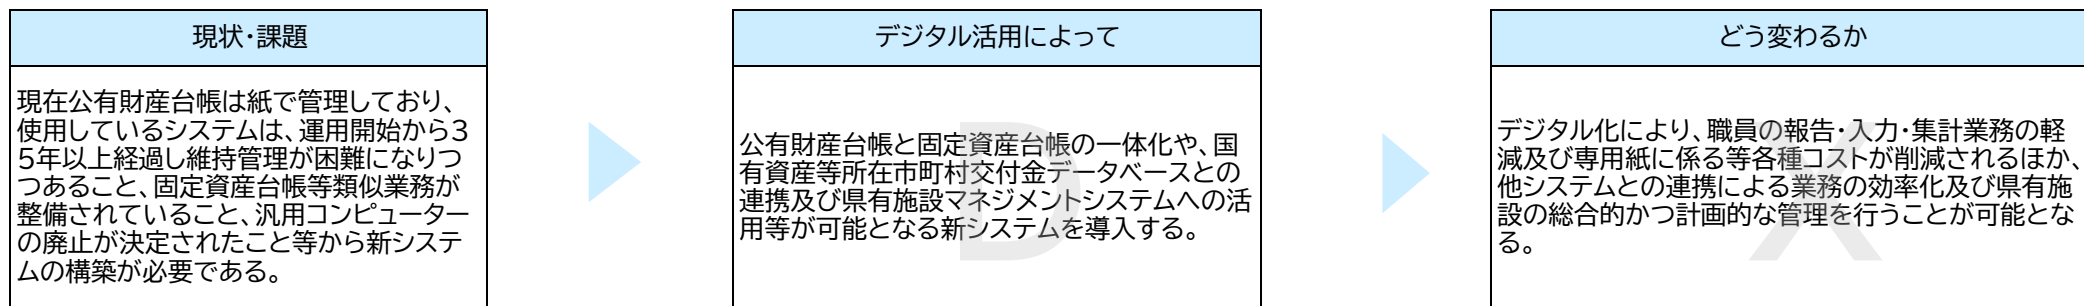 現状・課題
現在公有財産台帳は紙で管理しており、
使用しているシステムは、運用開始から3
5年以上経過し維持管理が困難になりつ
つあること、固定資産台帳等類似業務が
整備されていること、汎用コンピューター
の廃止が決定されたこと等から新システ
ムの構築が必要である。
デジタル活用によって
公有財産台帳と固定資産台帳の一体化や、国
有資産等所在市町村交付金データベースとの
連携及び県有施設マネジメントシステムへの活
用等が可能となる新システムを導入する。
D
どう変わるか
デジタル化により、職員の報告・入力・集計業務の軽
減及び専用紙に係る等各種コストが削減されるほか、
他システムとの連携による業務の効率化及び県有施
設の総合的かつ計画的な管理を行うことが可能とな
る。
X